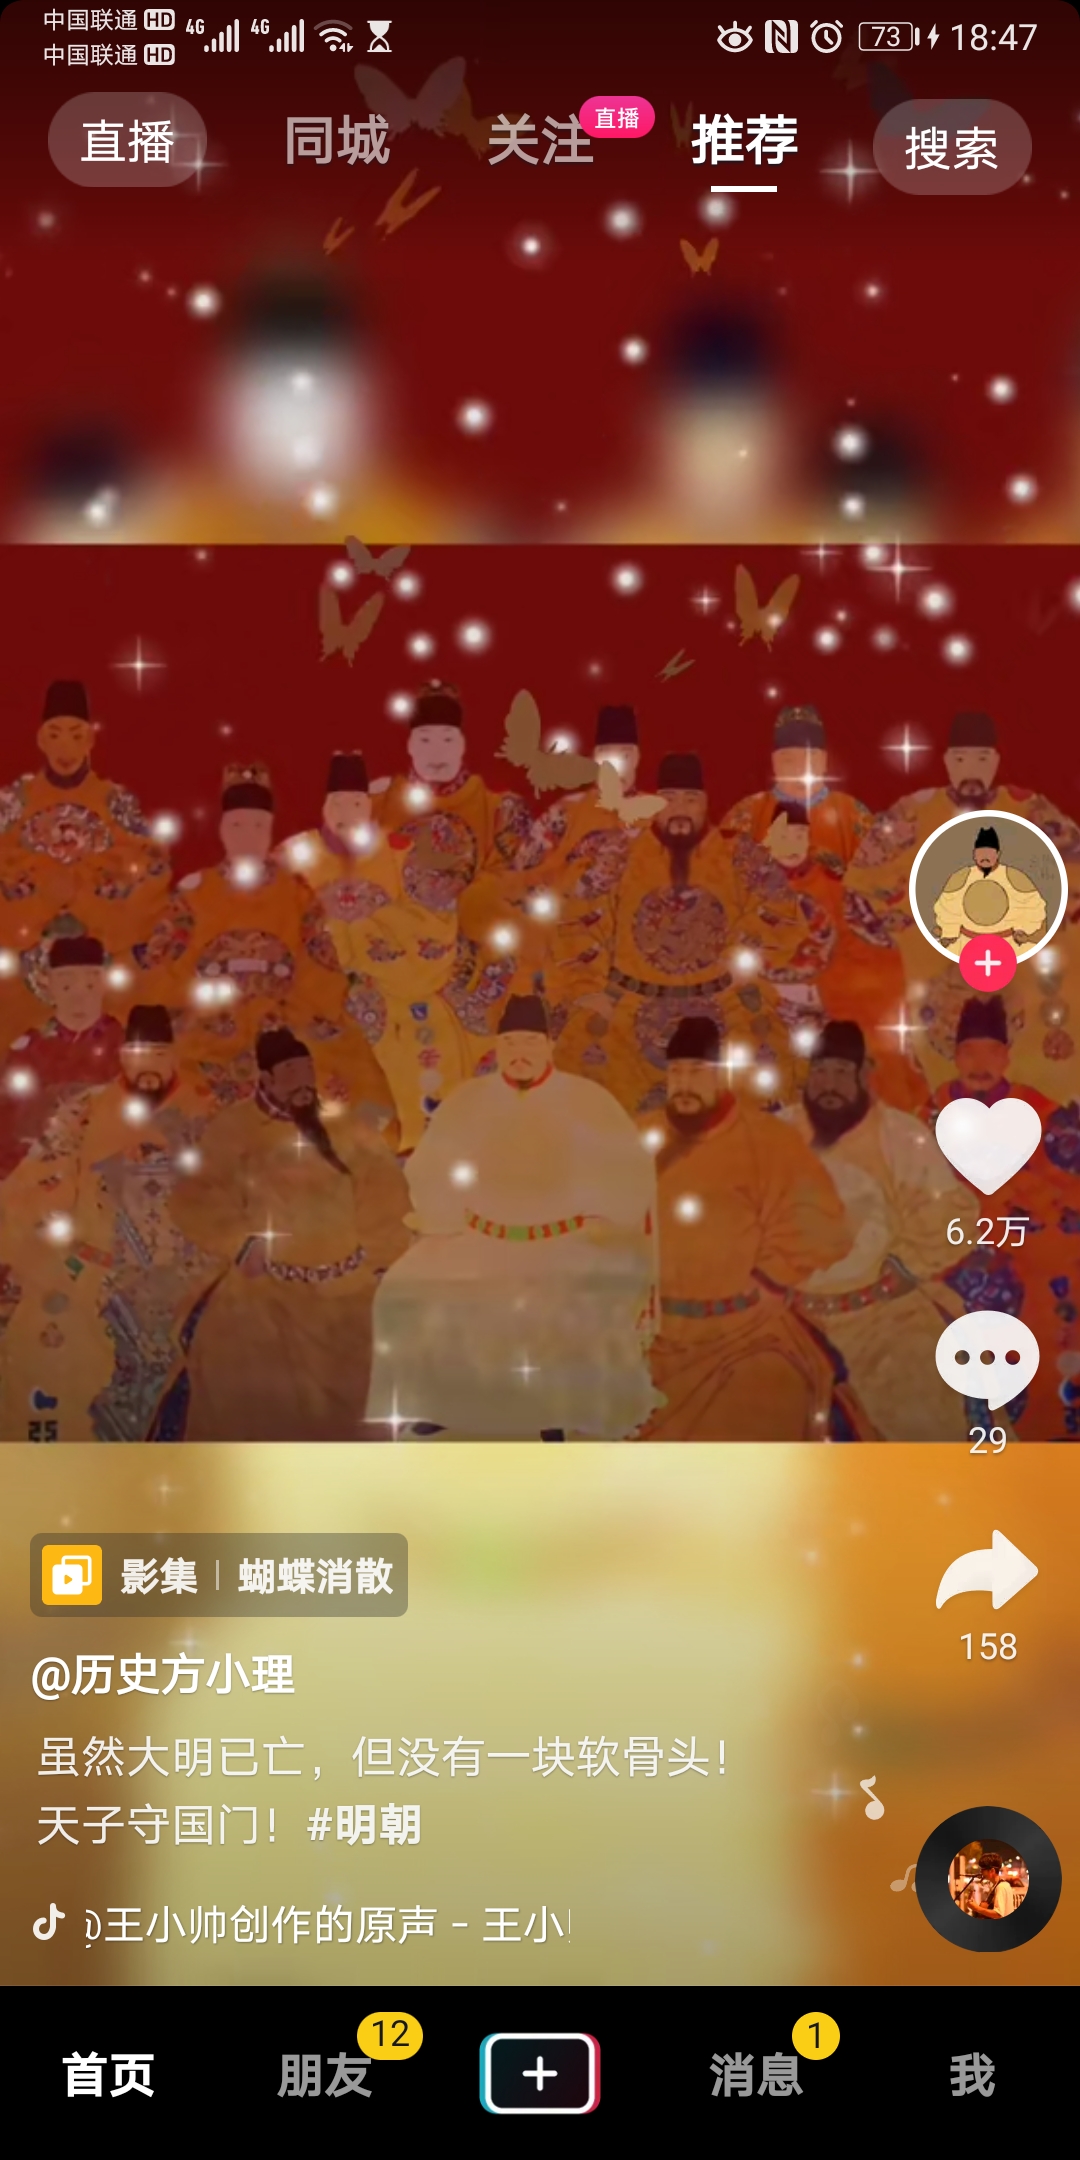 中国联通 HD 4G 4G 73 18:47
中国联通 HD
直播 同城 关注 直播 推荐 搜索
6.2万
29
影集 | 蝴蝶消散
158
@历史方小理
虽然大明已亡，但没有一块软骨头！
天子守国门！#明朝
@王小帅创作的原声 - 王小
首页 朋友 12 消息 1 我